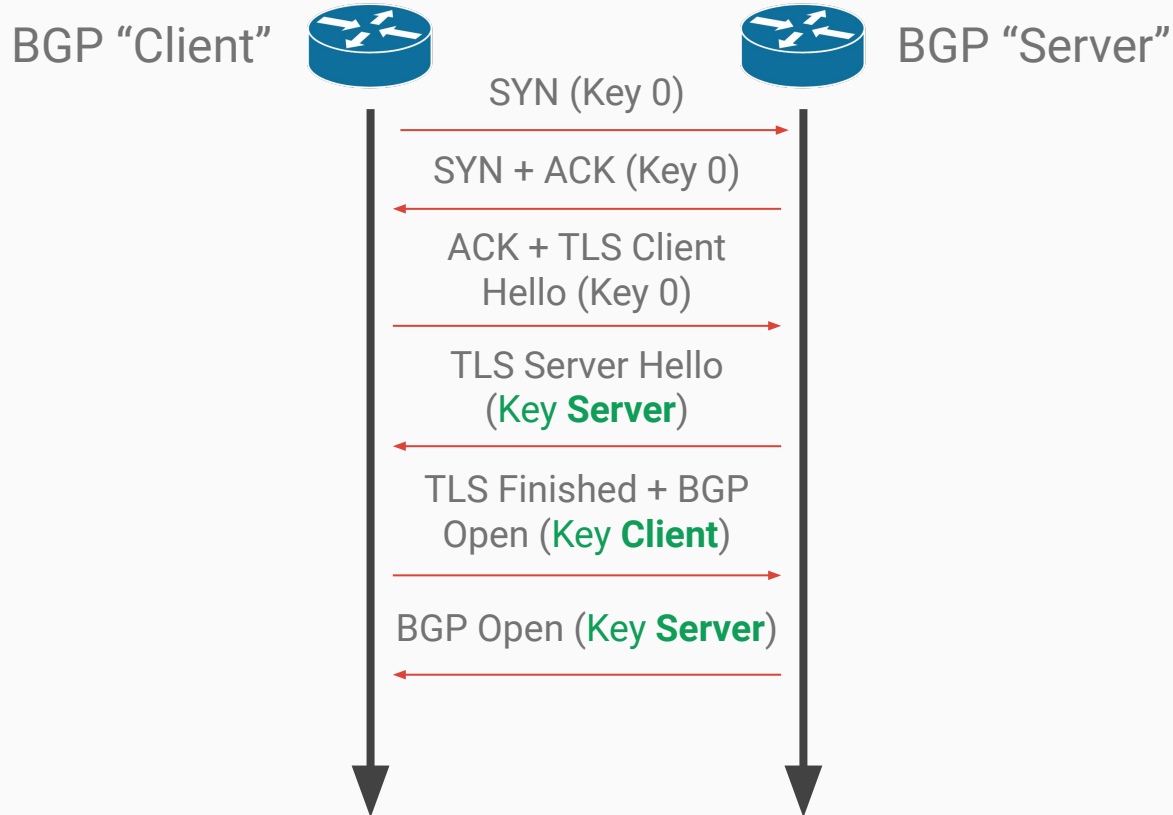 BGP “Client”
BGP “Server”
SYN (Key 0)
SYN + ACK (Key 0)
ACK + TLS Client
Hello (Key 0)
TLS Server Hello
(Key Server)
TLS Finished + BGP
Open (Key Client)
BGP Open (Key Server)